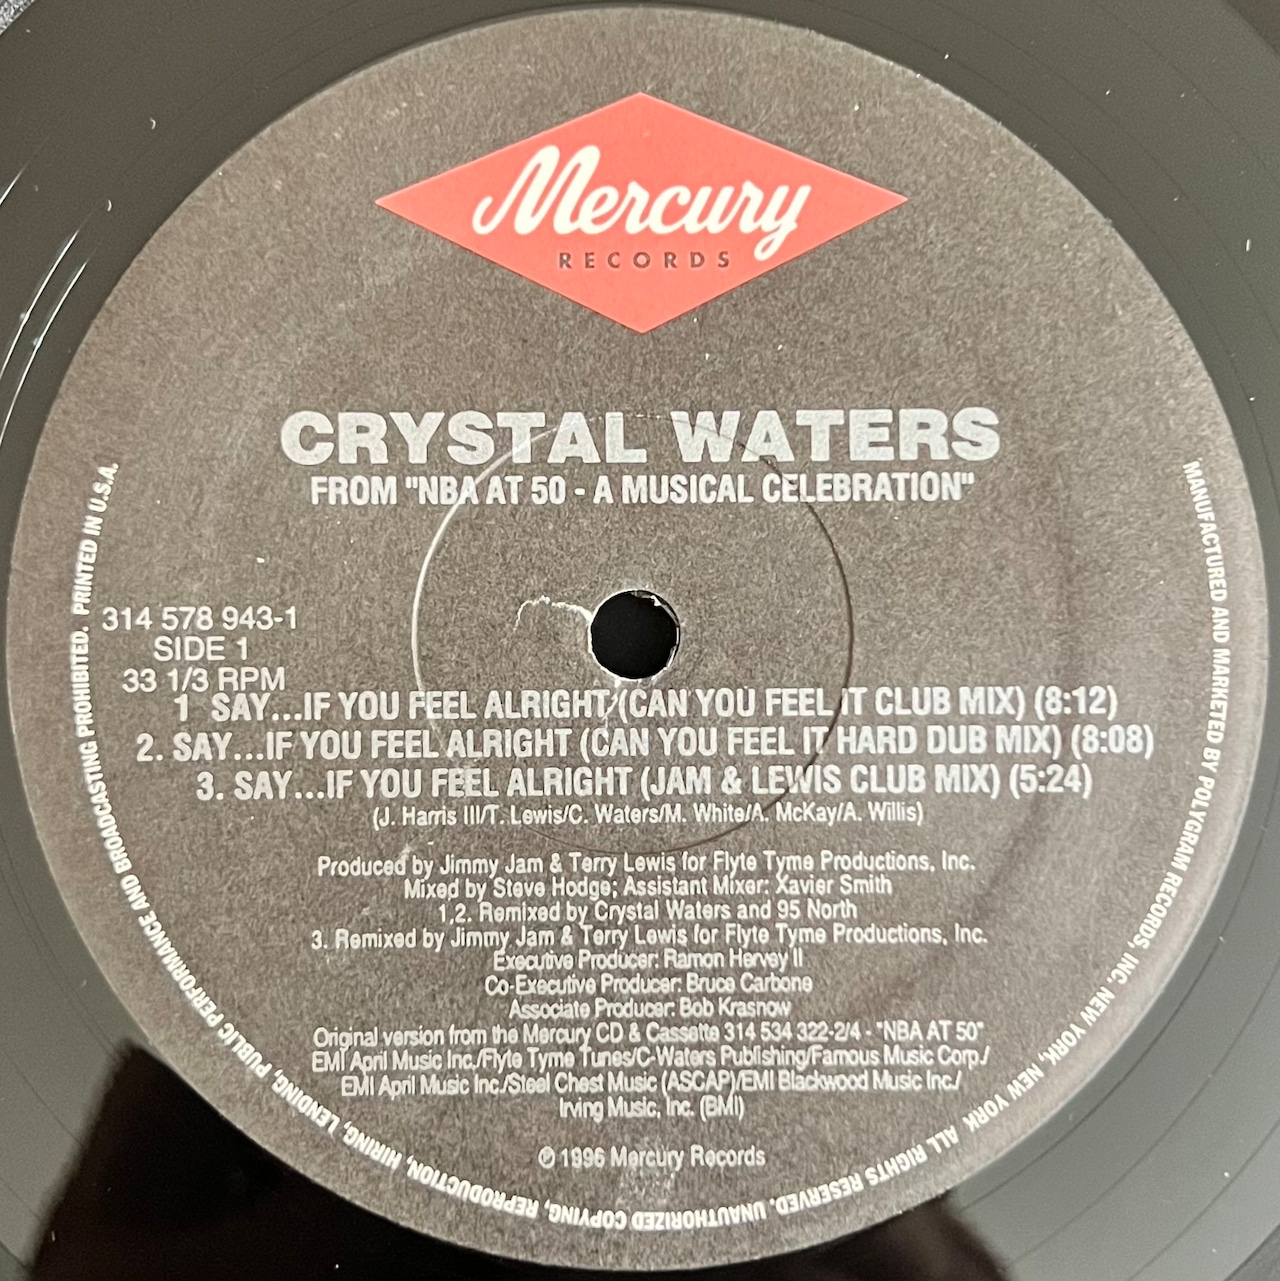 Mercury
RECORDS
CRYSTAL WATERS
FROM "NBA AT 50 - A MUSICAL CELEBRATION"
314 578 943-1
SIDE 1
33 1/3 RPM
1 SAY...IF YOU FEEL ALRIGHT (CAN YOU FEEL IT CLUB MIX) (8:12)
2. SAY...IF YOU FEEL ALRIGHT (CAN YOU FEEL IT HARD DUB MIX) (8:08)
3. SAY...IF YOU FEEL ALRIGHT (JAM & LEWIS CLUB MIX) (5:24)
(J. Harris III/T. Lewis/C. Waters/M. White/A. McKay/A. Willis)
Produced by Jimmy Jam & Terry Lewis for Flyte Tyme Productions, Inc.
Mixed by Steve Hodge; Assistant Mixer: Xavier Smith
1,2. Remixed by Crystal Waters and 95 North
3. Remixed by Jimmy Jam & Terry Lewis for Flyte Tyme Productions, Inc.
Executive Producer: Ramon Hervey II
Co-Executive Producer: Bruce Carbone
Associate Producer: Bob Krasnow
Original version from the Mercury CD & Cassette 314 534 322-2/4 - "NBA AT 50"
EMI April Music Inc./Flyte Tyme Tunes/C-Waters Publishing/Famous Music Corp./
EMI April Music Inc./Steel Chest Music (ASCAP)/EMI Blackwood Music Inc./
Irving Music, Inc. (BMI)
℗ 1996 Mercury Records
MANUFACTURED AND MARKETED BY POLYGRAM RECORDS, INC. NEW YORK, NEW YORK ALL RIGHTS RESERVED. UNAUTHORIZED COPYING, REPRODUCTION, HIRING, LENDING, PUBLIC PERFORMANCE AND BROADCASTING PROHIBITED. PRINTED IN U.S.A.